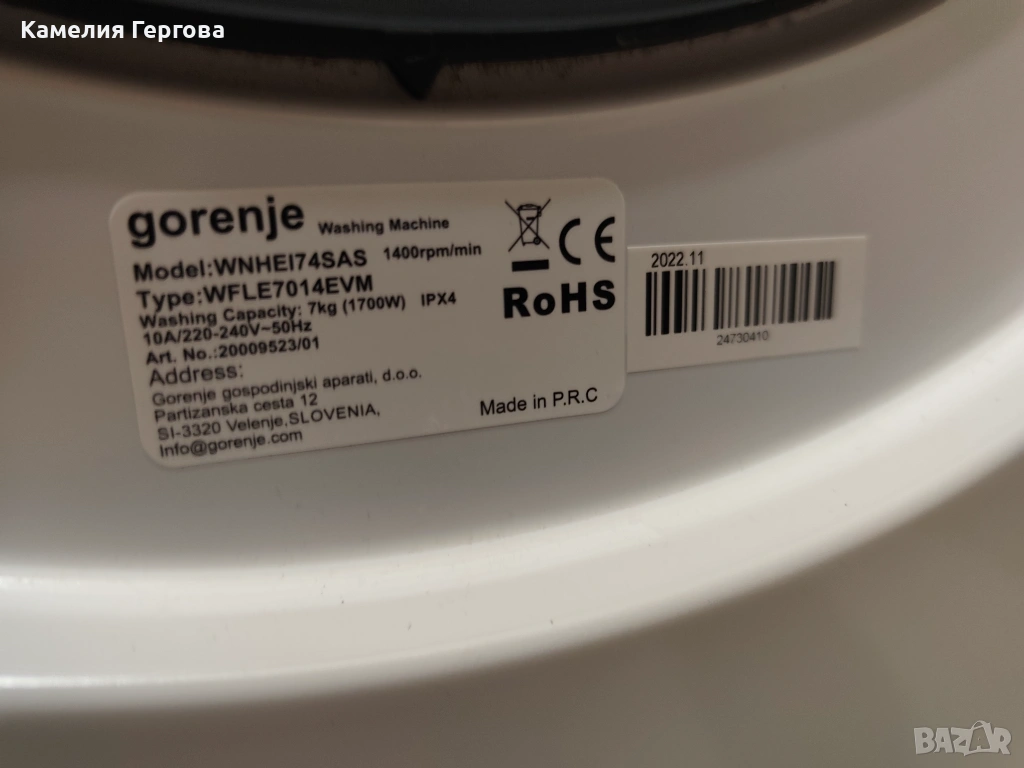 Камелия Гергова
gorenje Washing Machine
Model:WNHEI74SAS 1400rpm/min
Type:WFLE7014EVM
Washing Capacity: 7kg (1700W) IPX4
10A/220-240V~50Hz
Art. No.:20009523/01
Address:
Gorenje gospodinjski aparati, d.o.o.
Partizanska cesta 12
SI-3320 Velenje,SLOVENIA,
Info@gorenje.com
CE
RoHS
Made in P.R.C
2022.11
24730410
BAZAR